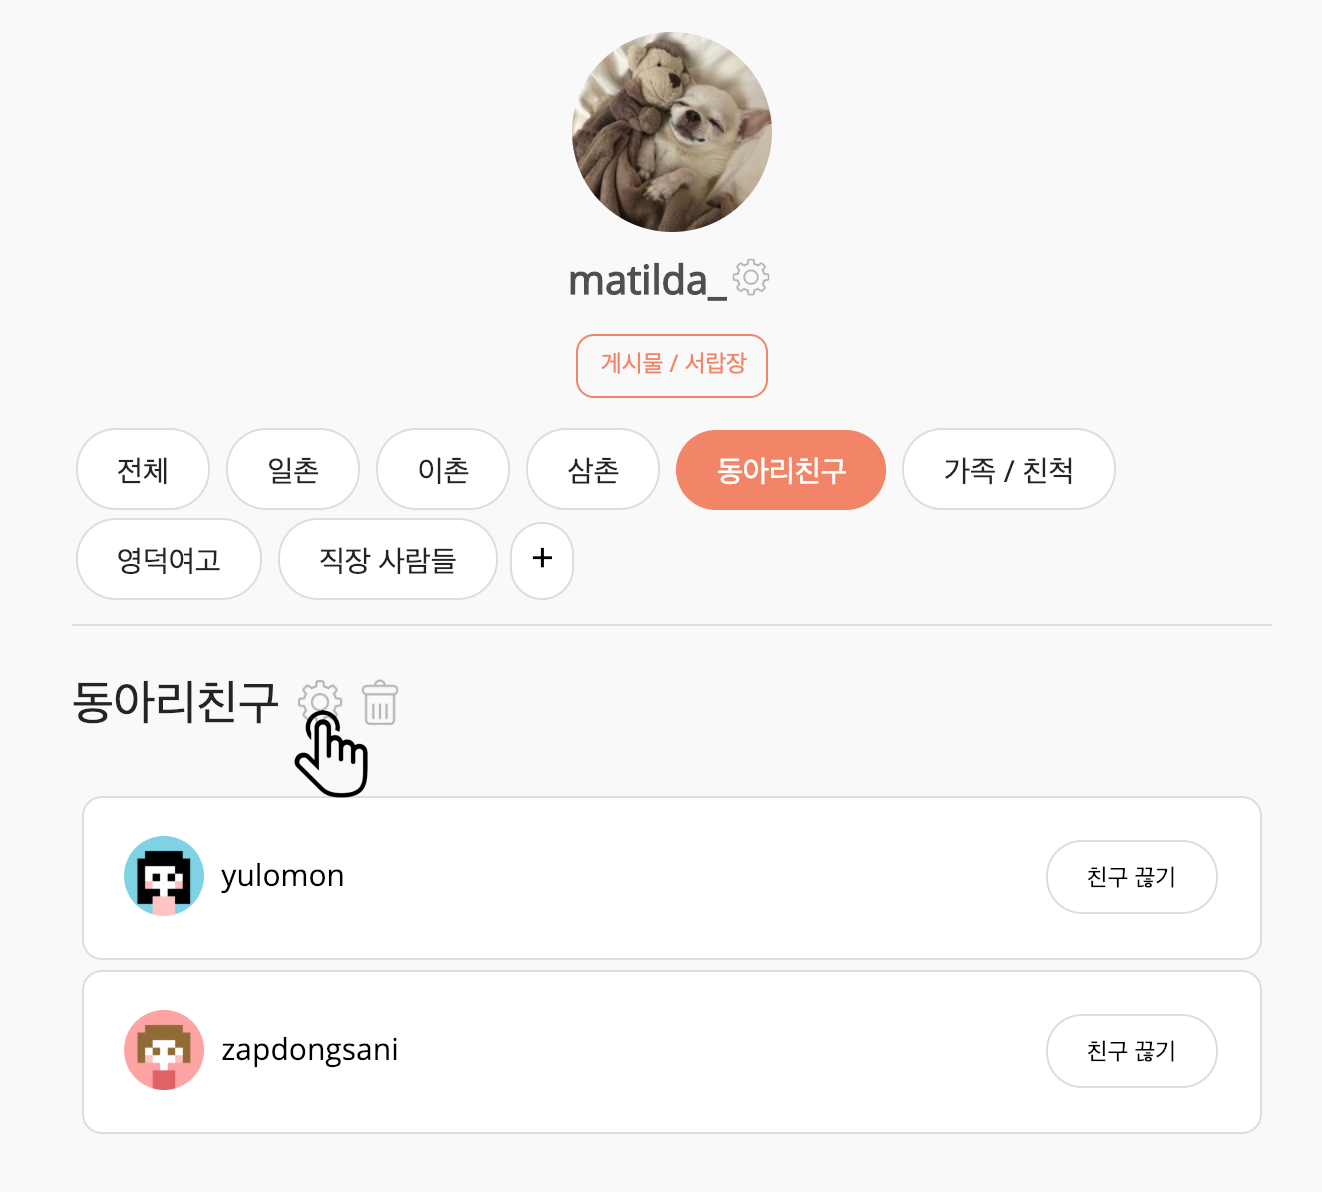 matilda_
게시물 / 서랍장
전체 일촌 이촌 삼촌 동아리친구 가족 / 친척
영덕여고 직장 사람들 +
동아리친구
yulomon 친구 끊기
zapdongsani 친구 끊기